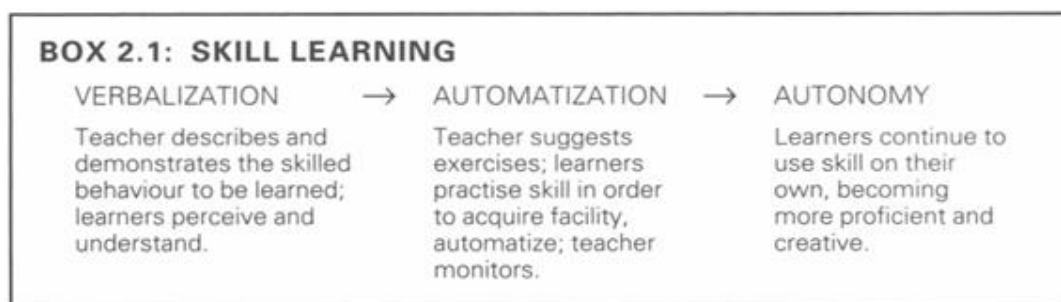 BOX 2.1: SKILL LEARNING
VERBALIZATION → AUTOMATIZATION → AUTONOMY
Teacher describes and
demonstrates the skilled
behaviour to be learned;
learners perceive and
understand.
Teacher suggests
exercises; learners
practise skill in order
to acquire facility,
automatize; teacher
monitors.
Learners continue to
use skill on their
own, becoming
more proficient and
creative.